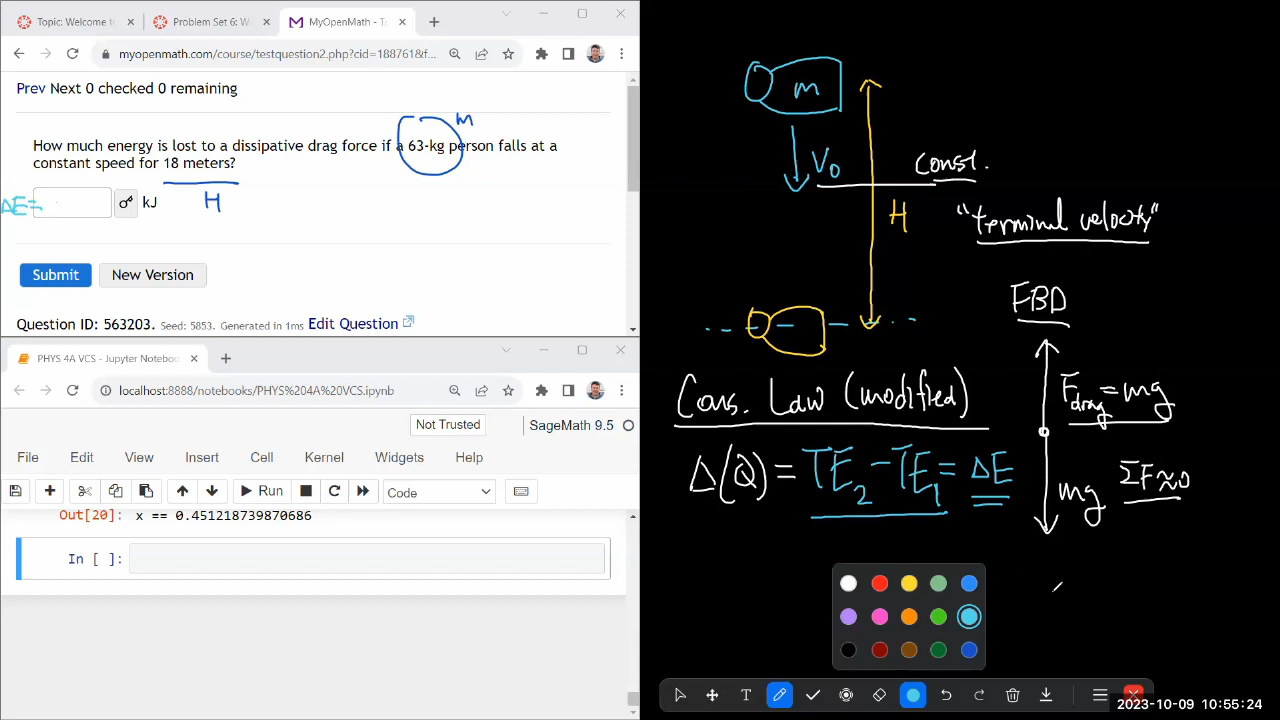 Topic: Welcome to
Problem Set 6: W
MyOpenMath - T
myopenmath.com/course/testquestion2.php?cid=188761&f...
Prev Next 0 checked 0 remaining
How much energy is lost to a dissipative drag force if a 63-kg person falls at a
constant speed for 18 meters?
m
H
ΔE=
kJ
Submit
New Version
Question ID: 563203. Seed: 5853. Generated in 1ms Edit Question
PHYS 4A VCS - Jupyter Noteboo
localhost:8888/notebooks/PHYS%204A%20VCS.ipynb
Not Trusted
SageMath 9.5
File Edit View Insert Cell Kernel Widgets Help
Run
Code
Out[20]: x == 0.451218739870686
In [ ]:
m
V₀
const.
H
"terminal velocity"
FBD
F_drag = mg
mg
ΣF≈0
Cons. Law (modified)
Δ(Q) = TE₂ - TE₁ = ΔE
T
2023-10-09 10:55:24